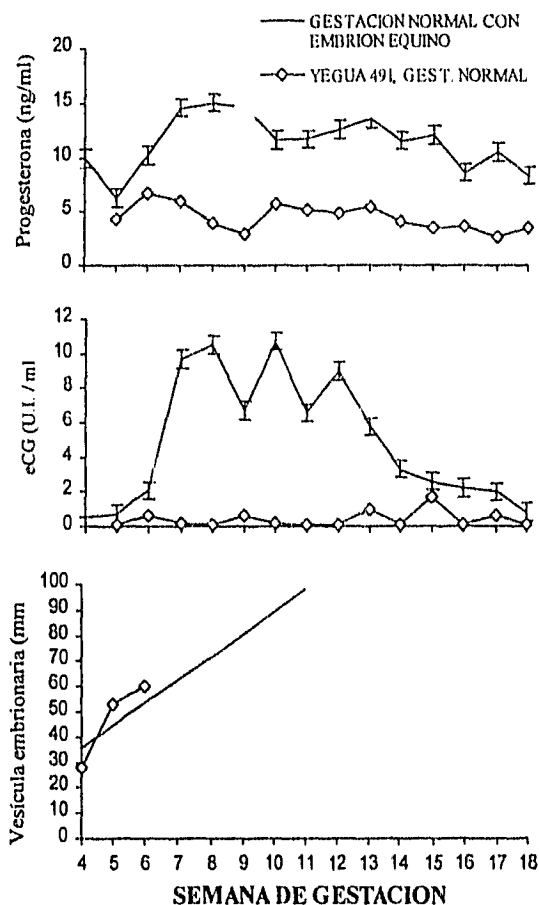 GESTACION NORMAL CON
EMBRION EQUINO
YEGUA 491, GEST. NORMAL
Progesterona (ng/ml)
20
15
10
5
0
eCG (U.I. / ml
12
10
8
6
4
2
0
Vesícula embrionaria (mm
100
90
80
70
60
50
40
30
20
10
0
4 5 6 7 8 9 10 11 12 13 14 15 16 17 18
SEMANA DE GESTACION